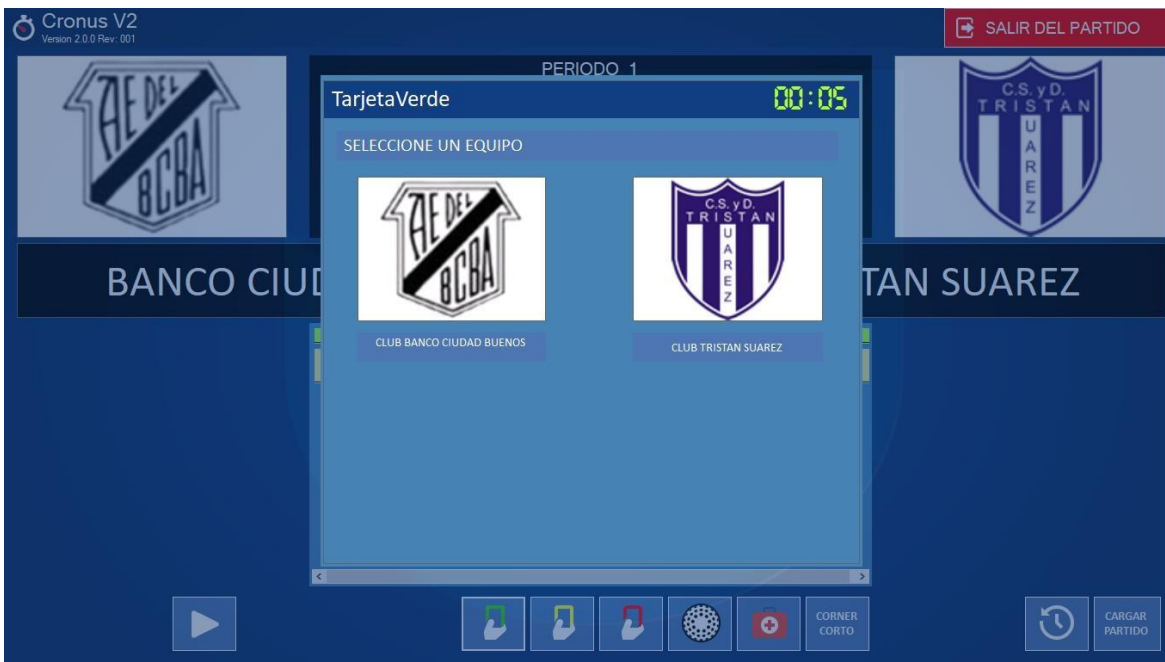 Cronus V2
Version 2.0.0 Rev: 001
SALIR DEL PARTIDO
AE DEL
BCBA
PERIODO 1
C.S. y D.
TRISTAN
SUAREZ
TarjetaVerde
00:05
SELECCIONE UN EQUIPO
AE DEL
BCBA
C.S. y D.
TRISTAN
SUAREZ
BANCO CIUD
TAN SUAREZ
CLUB BANCO CIUDAD BUENOS
CLUB TRISTAN SUAREZ
CORNER
CORTO
CARGAR
PARTIDO